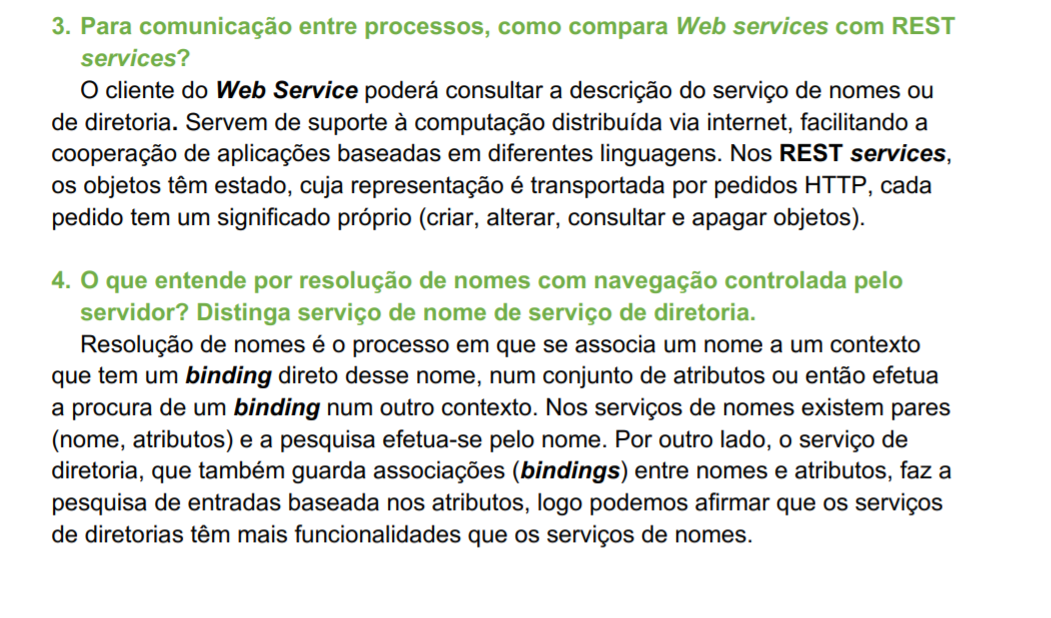 3. Para comunicação entre processos, como compara Web services com REST
services?
O cliente do Web Service poderá consultar a descrição do serviço de nomes ou
de diretoria. Servem de suporte à computação distribuída via internet, facilitando a
cooperação de aplicações baseadas em diferentes linguagens. Nos REST services,
os objetos têm estado, cuja representação é transportada por pedidos HTTP, cada
pedido tem um significado próprio (criar, alterar, consultar e apagar objetos).
4. O que entende por resolução de nomes com navegação controlada pelo
servidor? Distinga serviço de nome de serviço de diretoria.
Resolução de nomes é o processo em que se associa um nome a um contexto
que tem um binding direto desse nome, num conjunto de atributos ou então efetua
a procura de um binding num outro contexto. Nos serviços de nomes existem pares
(nome, atributos) e a pesquisa efetua-se pelo nome. Por outro lado, o serviço de
diretoria, que também guarda associações (bindings) entre nomes e atributos, faz a
pesquisa de entradas baseada nos atributos, logo podemos afirmar que os serviços
de diretorias têm mais funcionalidades que os serviços de nomes.